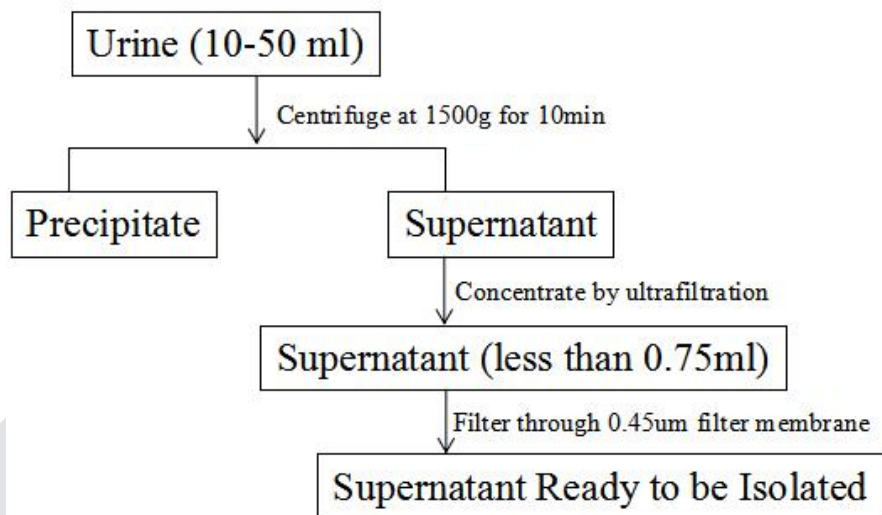 Urine (10-50 ml)
Centrifuge at 1500g for 10min
Precipitate
Supernatant
Concentrate by ultrafiltration
Supernatant (less than 0.75ml)
Filter through 0.45um filter membrane
Supernatant Ready to be Isolated